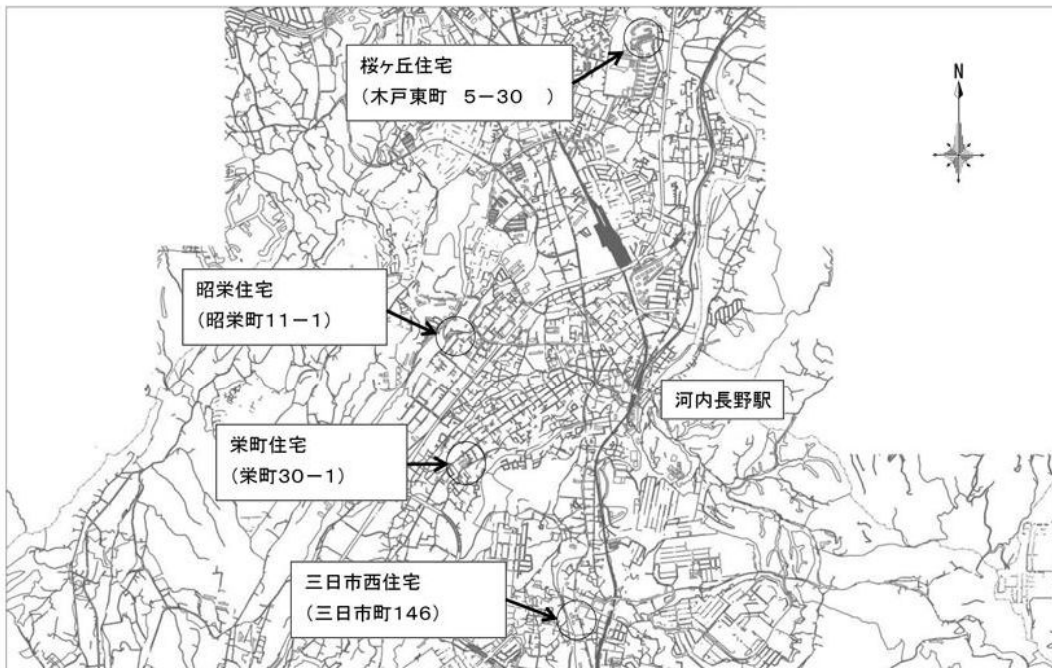 桜ヶ丘住宅
(木戸東町 5-30 )
N
昭栄住宅
(昭栄町11-1)
河内長野駅
栄町住宅
(栄町30-1)
三日市西住宅
(三日市町146)